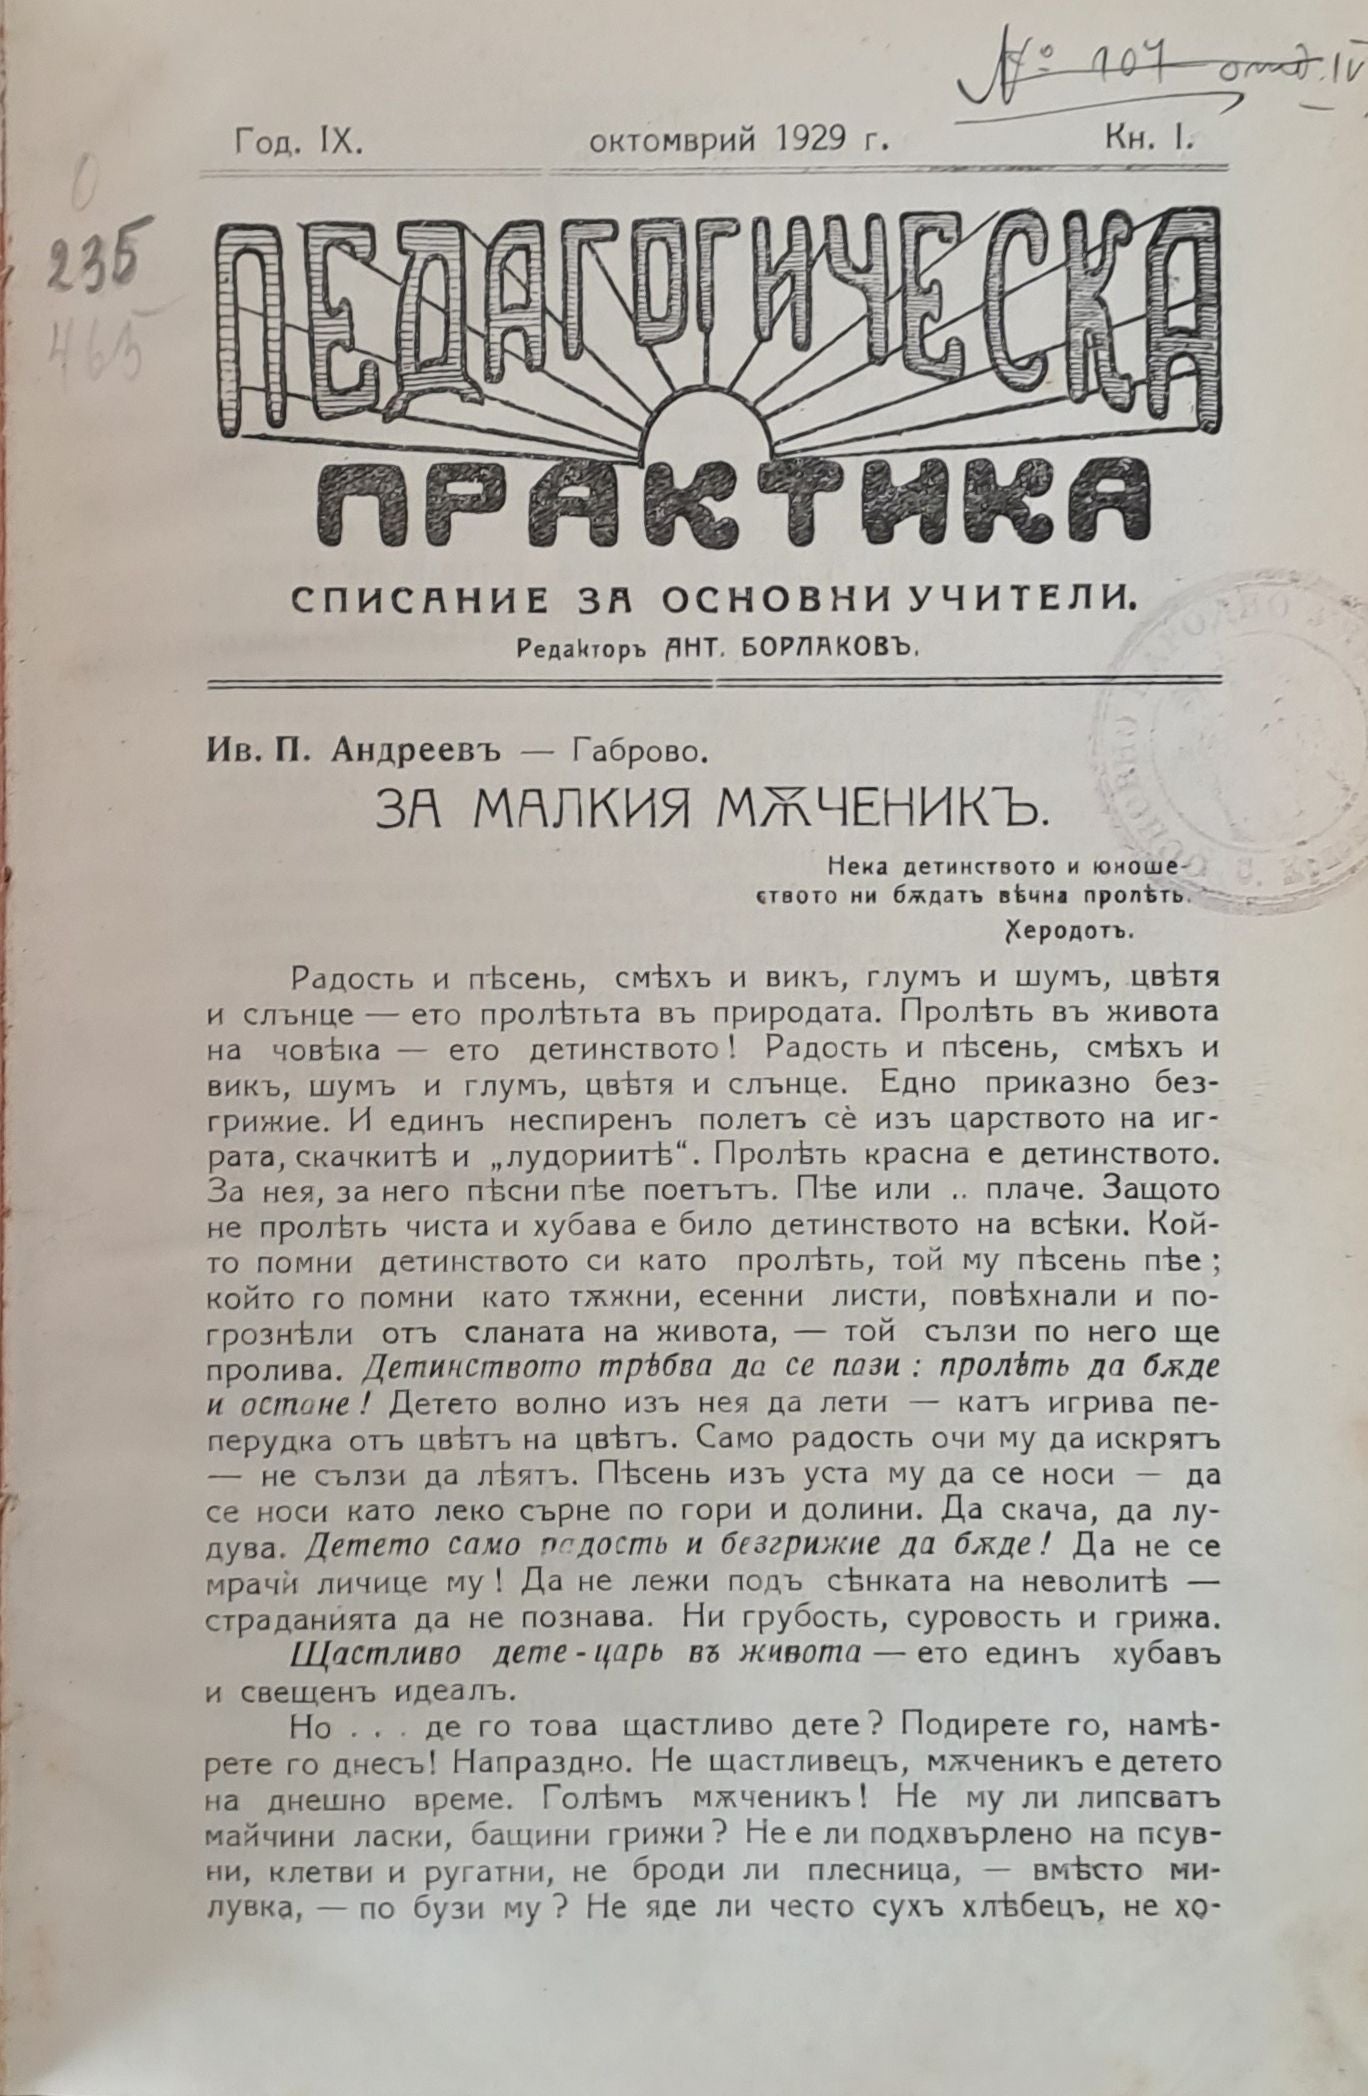 № 107 отд. IV
Год. IX. октомврий 1929 г. Кн. I.
235
465
ПЕДАГОГИЧЕСКА
ПРАКТИКА
СПИСАНИЕ ЗА ОСНОВНИ УЧИТЕЛИ.
Редакторъ АНТ. БОРЛАКОВЪ.
Ив. П. Андреевъ — Габрово.
ЗА МАЛКИЯ МѪЧЕНИКЪ.
Нека детинството и юноше-
ството ни бѫдатъ вѣчна пролѣть.
Херодотъ.
Радость и пѣсень, смѣхъ и викъ, глумъ и шумъ, цвѣтя
и слънце — ето пролѣтьта въ природата. Пролѣть въ живота
на човѣка — ето детинството! Радость и пѣсень, смѣхъ и
викъ, шумъ и глумъ, цвѣтя и слънце. Едно приказно без-
грижие. И единъ неспиренъ полетъ сѐ изъ царството на иг-
рата, скачкитѣ и „лудориитѣ“. Пролѣть красна е детинството.
За нея, за него пѣсни пѣе поетътъ. Пѣе или .. плаче. Защото
не пролѣть чиста и хубава е било детинството на всѣки. Кой-
то помни детинството си като пролѣть, той му пѣсень пѣе;
който го помни като тѫжни, есенни листи, повѣхнали и по-
грознѣли отъ сланата на живота, — той сълзи по него ще
пролива. Детинството трѣбва да се пази: пролѣть да бѫде
и остане! Детето волно изъ нея да лети — катъ игрива пе-
перудка отъ цвѣтъ на цвѣтъ. Само радость очи му да искрятъ
— не сълзи да лѣятъ. Пѣсень изъ уста му да се носи — да
се носи като леко сърне по гори и долини. Да скача, да лу-
дува. Детето само радость и безгрижие да бѫде! Да не се
мрачи личице му! Да не лежи подъ сѣнката на неволитѣ —
страданията да не познава. Ни грубость, суровость и грижа.
Щастливо дете - царь въ живота — ето единъ хубавъ
и свещенъ идеалъ.
Но . . . де го това щастливо дете? Подирете го, намѣ-
рете го днесъ! Напраздно. Не щастливецъ, мѫченикъ е детето
на днешно време. Голѣмъ мѫченикъ! Не му ли липсватъ
майчини ласки, бащини грижи? Не е ли подхвърлено на псув-
ни, клетви и ругатни, не броди ли плесница, — вмѣсто ми-
лувка, — по бузи му? Не яде ли често сухъ хлѣбецъ, не хо-